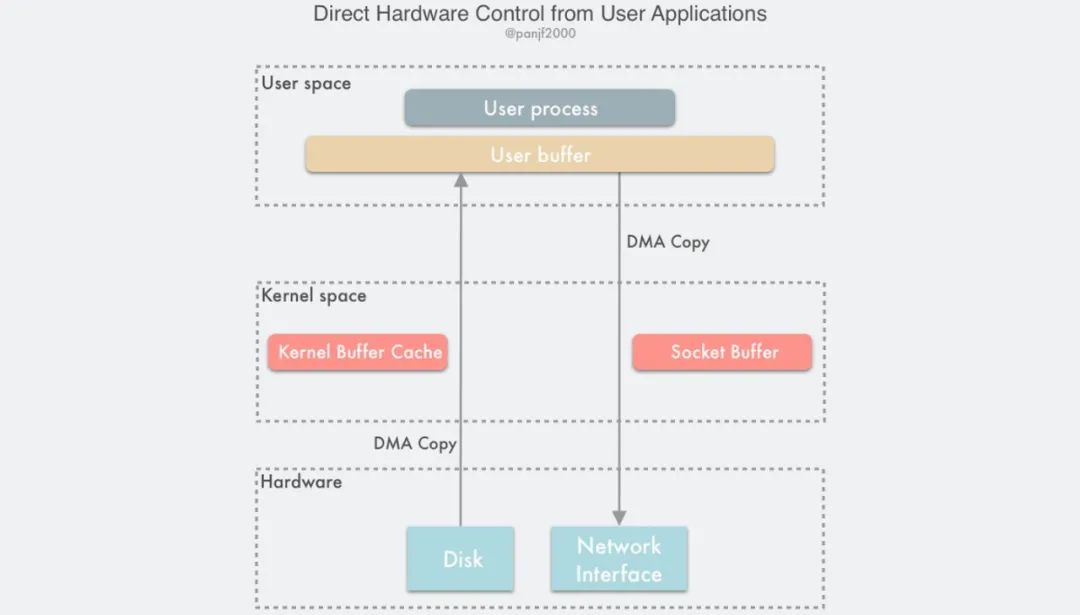 Direct Hardware Control from User Applications
@panjf2000
User space
User process
User buffer
DMA Copy
Kernel space
Kernel Buffer Cache
Socket Buffer
DMA Copy
Hardware
Disk
Network
Interface